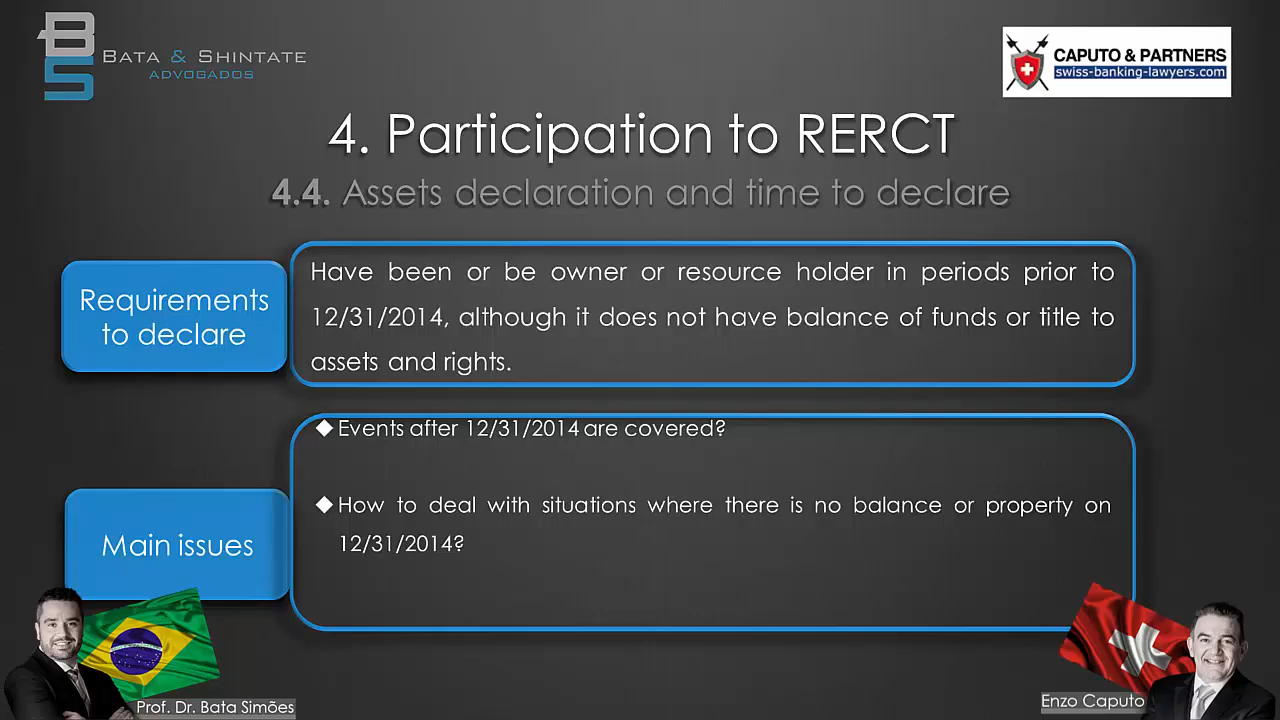 BS
BATA & SHINTATE
ADVOGADOS
CAPUTO & PARTNERS
swiss-banking-lawyers.com
4. Participation to RERCT
4.4. Assets declaration and time to declare
Requirements
to declare
Have been or be owner or resource holder in periods prior to
12/31/2014, although it does not have balance of funds or title to
assets and rights.
◆ Events after 12/31/2014 are covered?
◆ How to deal with situations where there is no balance or property on
12/31/2014?
Main issues
Prof. Dr. Bata Simões
Enzo Caputo